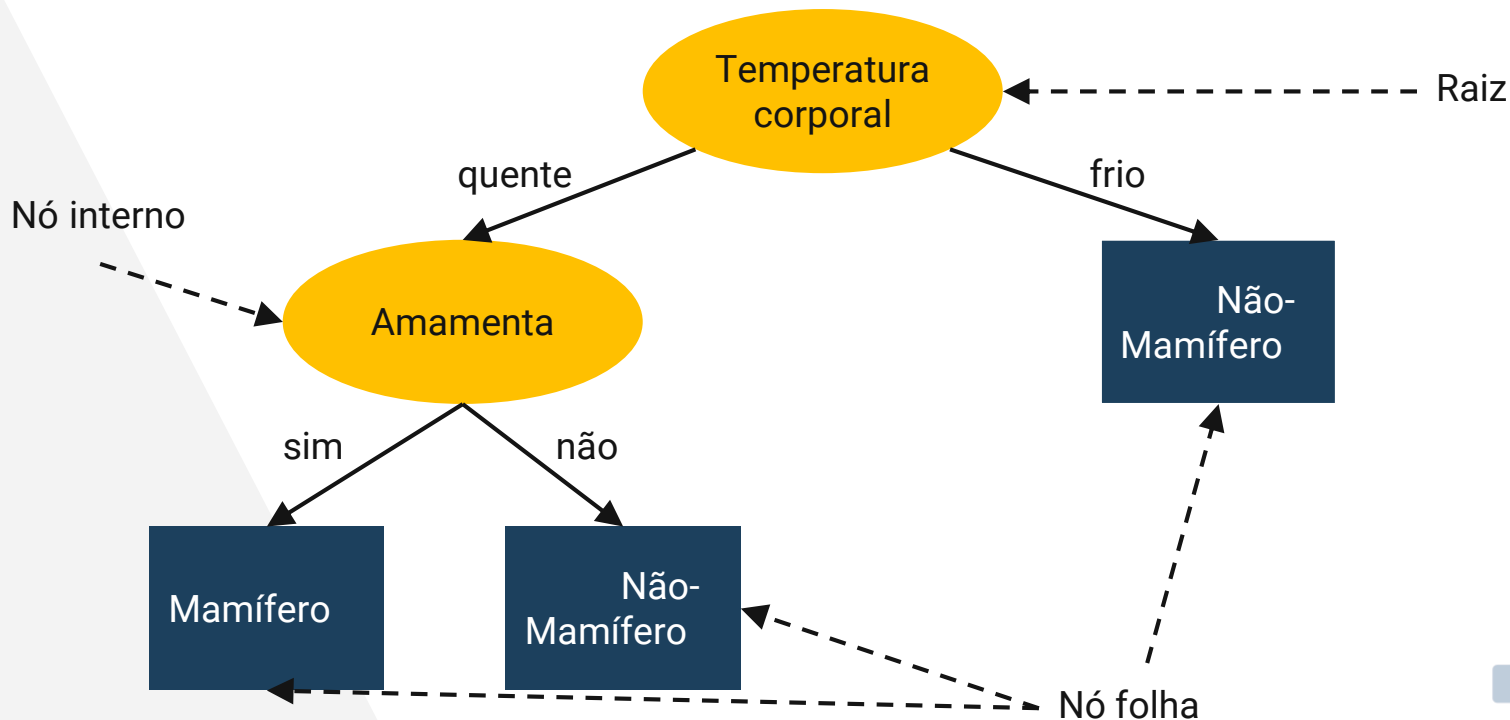 Temperatura
corporal
Raiz
quente
frio
Nó interno
Amamenta
Não-
Mamífero
sim
não
Mamífero
Não-
Mamífero
Nó folha